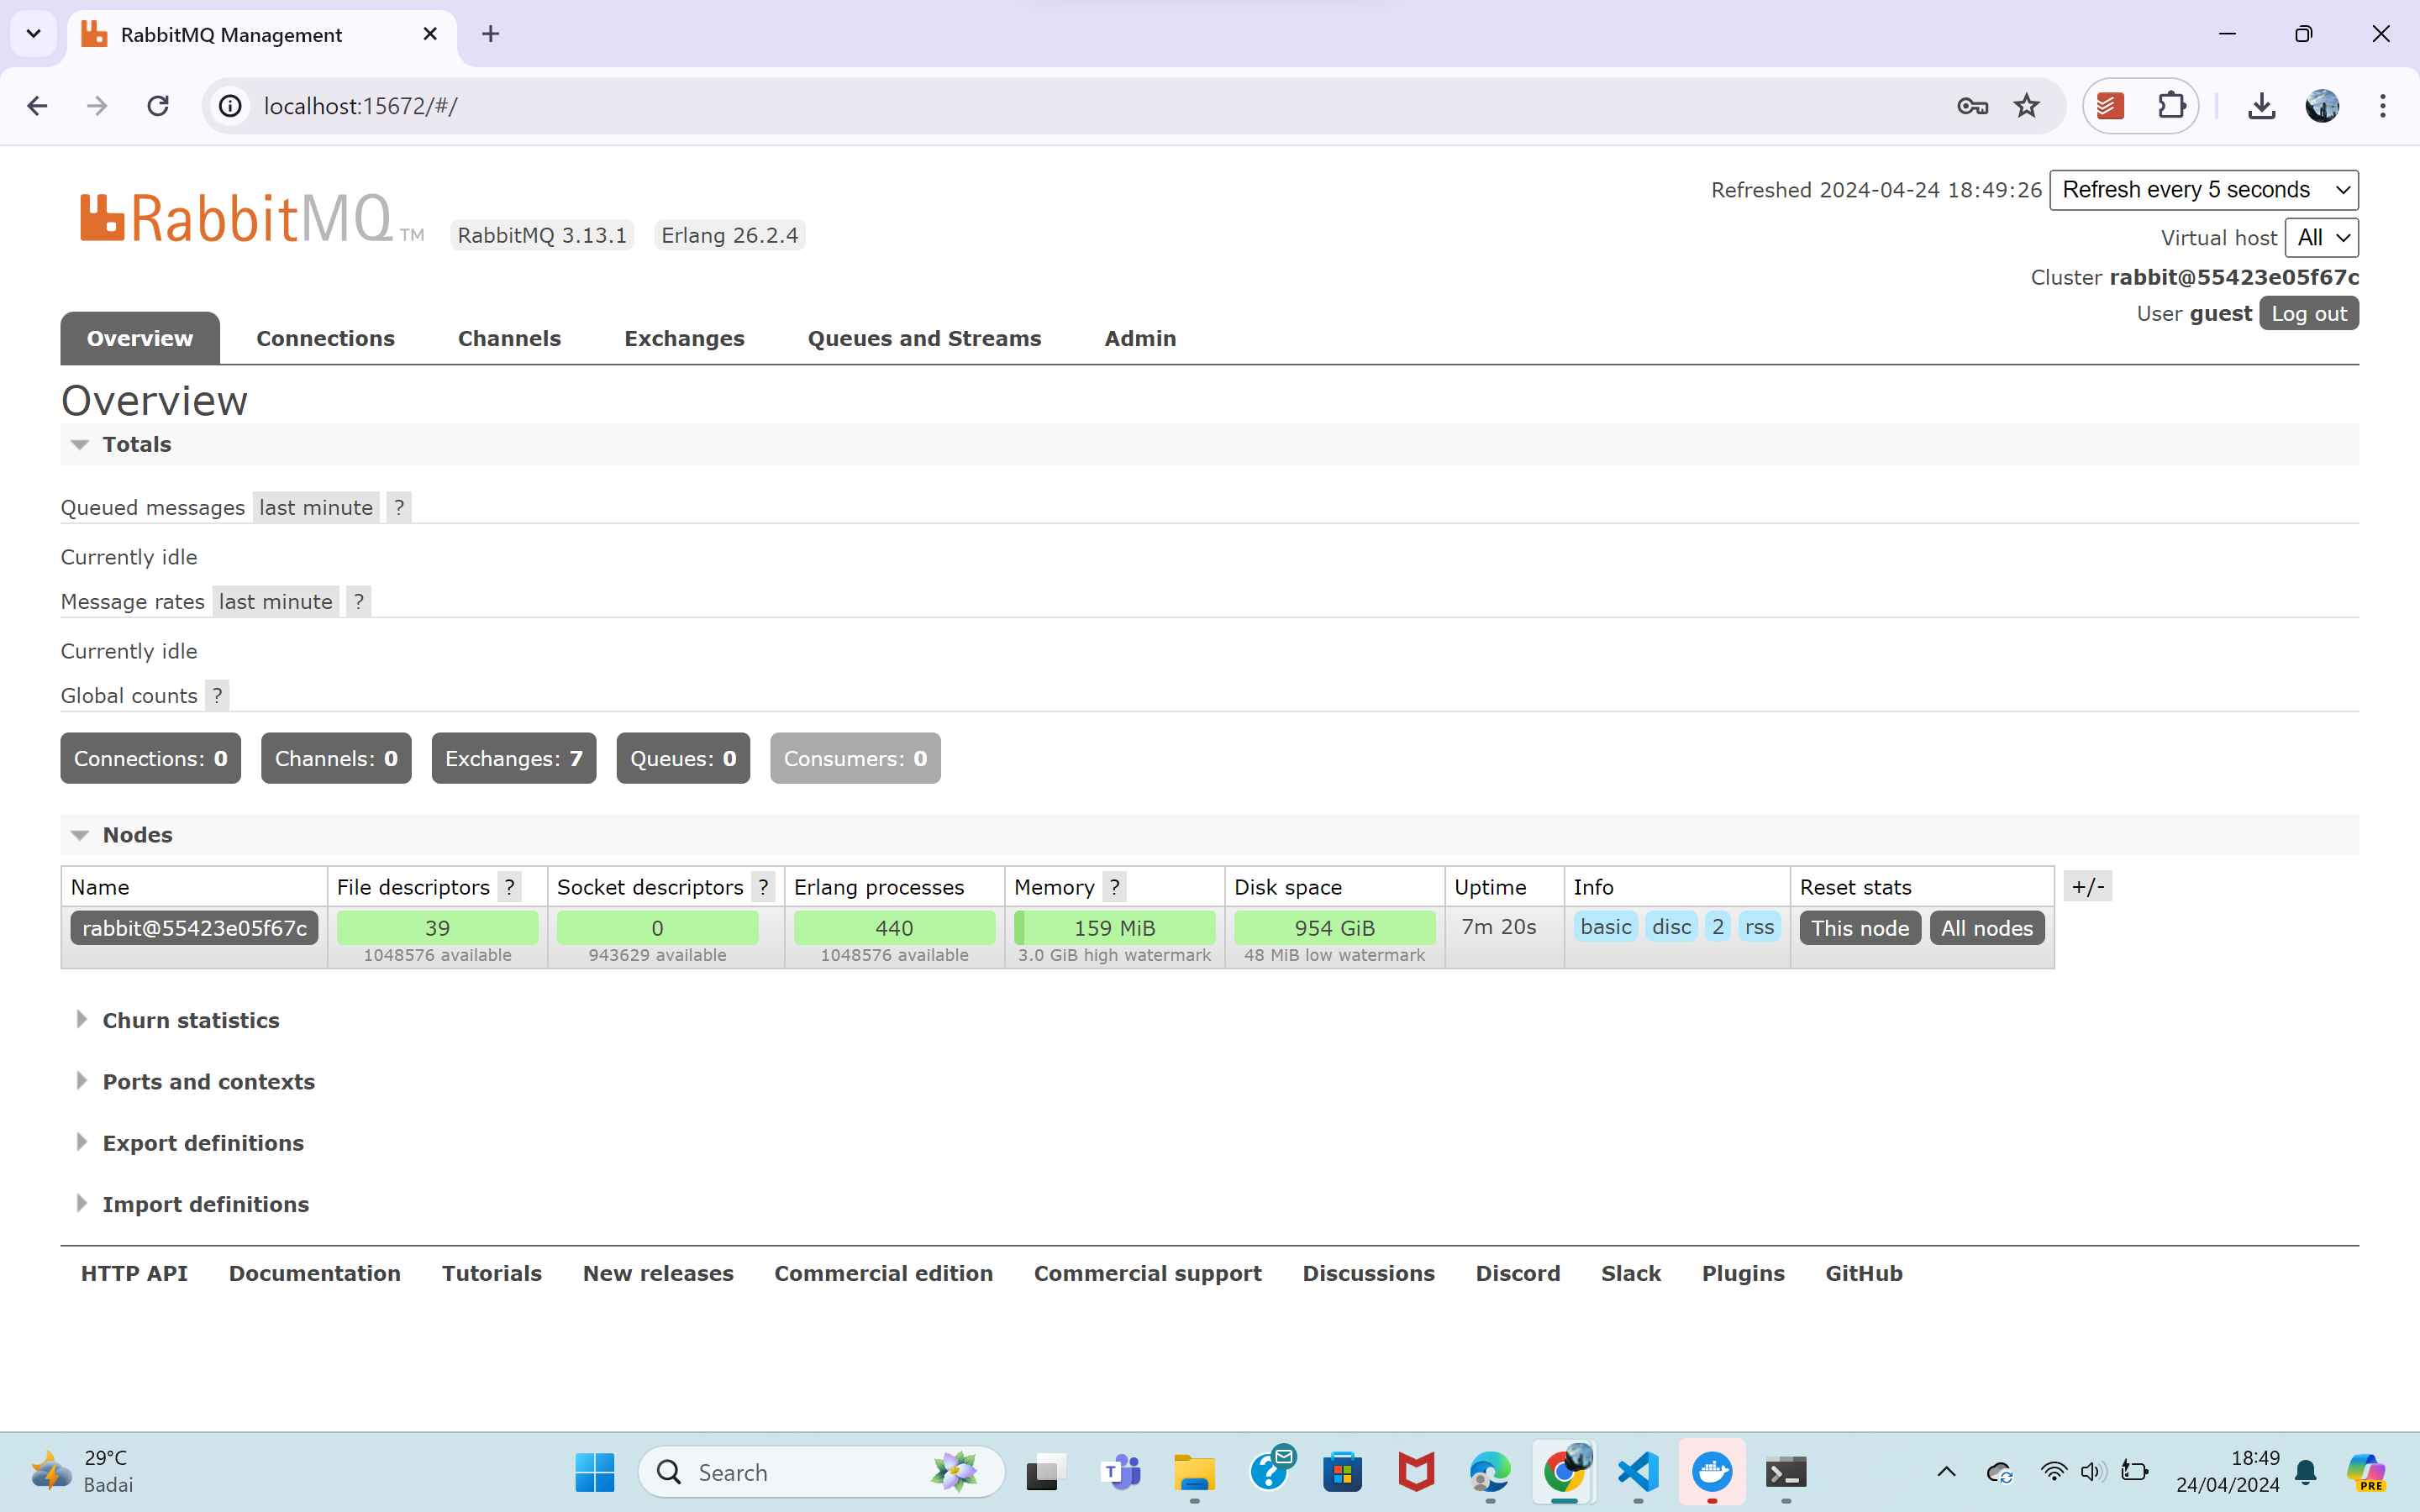 RabbitMQ Management
localhost:15672/#/
RabbitMQ TM
RabbitMQ 3.13.1 Erlang 26.2.4
Refreshed 2024-04-24 18:49:26 Refresh every 5 seconds
Virtual host All
Cluster rabbit@55423e05f67c
User guest Log out
Overview Connections Channels Exchanges Queues and Streams Admin
Overview
Totals
Queued messages last minute ?
Currently idle
Message rates last minute ?
Currently idle
Global counts ?
Connections: 0 Channels: 0 Exchanges: 7 Queues: 0 Consumers: 0
Nodes
Name File descriptors ? Socket descriptors ? Erlang processes Memory ? Disk space Uptime Info Reset stats +/-
rabbit@55423e05f67c 39 0 440 159 MiB 954 GiB 7m 20s basic disc 2 rss This node All nodes
1048576 available 943629 available 1048576 available 3.0 GiB high watermark 48 MiB low watermark
Churn statistics
Ports and contexts
Export definitions
Import definitions
HTTP API Documentation Tutorials New releases Commercial edition Commercial support Discussions Discord Slack Plugins GitHub
29°C
Badai
Search
T
?
18:49
24/04/2024
PRE